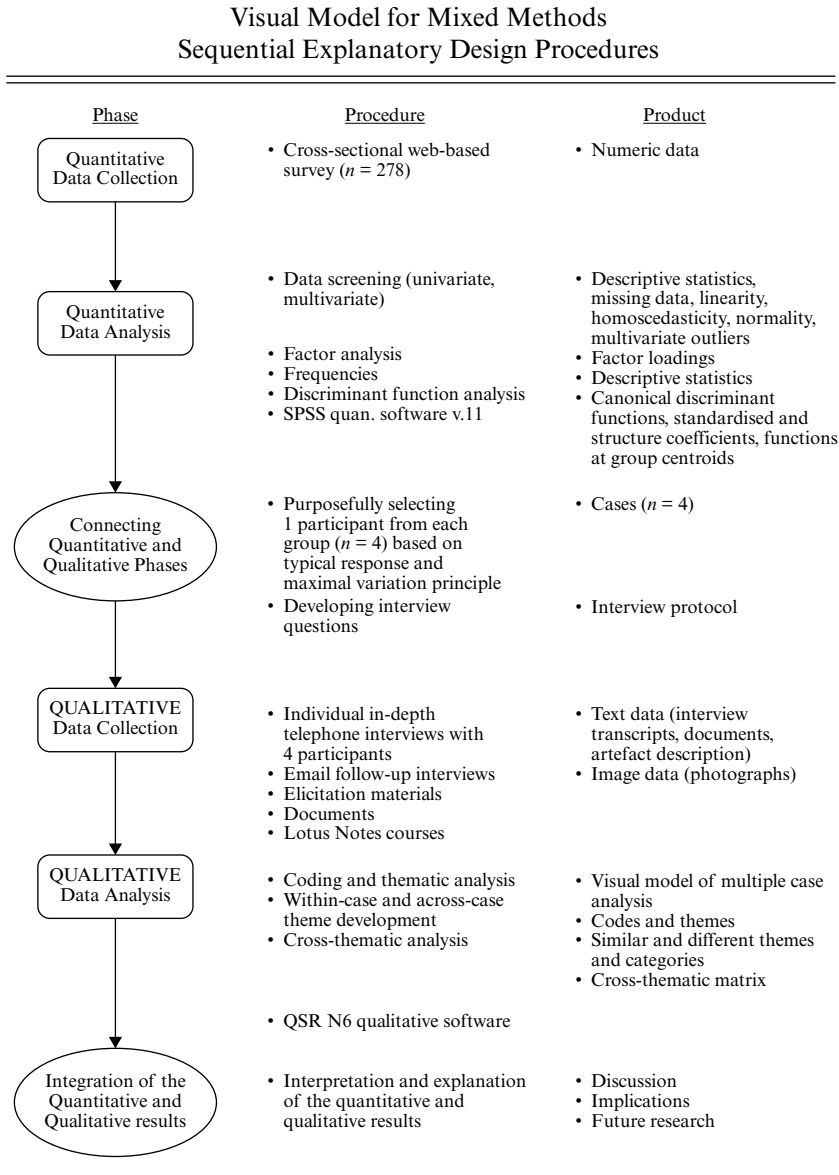 Visual Model for Mixed Methods
Sequential Explanatory Design Procedures
Phase
Procedure
Product
Quantitative
Data Collection
• Cross-sectional web-based
survey (n = 278)
• Numeric data
Quantitative
Data Analysis
• Data screening (univariate,
multivariate)
• Factor analysis
• Frequencies
• Discriminant function analysis
• SPSS quan. software v.11
• Descriptive statistics,
missing data, linearity,
homoscedasticity, normality,
multivariate outliers
• Factor loadings
• Descriptive statistics
• Canonical discriminant
functions, standardised and
structure coefficients, functions
at group centroids
Connecting
Quantitative and
Qualitative Phases
• Purposefully selecting
1 participant from each
group (n = 4) based on
typical response and
maximal variation principle
• Developing interview
questions
• Cases (n = 4)
• Interview protocol
QUALITATIVE
Data Collection
• Individual in-depth
telephone interviews with
4 participants
• Email follow-up interviews
• Elicitation materials
• Documents
• Lotus Notes courses
• Text data (interview
transcripts, documents,
artefact description)
• Image data (photographs)
QUALITATIVE
Data Analysis
• Coding and thematic analysis
• Within-case and across-case
theme development
• Cross-thematic analysis
• QSR N6 qualitative software
• Visual model of multiple case
analysis
• Codes and themes
• Similar and different themes
and categories
• Cross-thematic matrix
Integration of the
Quantitative and
Qualitative results
• Interpretation and explanation
of the quantitative and
qualitative results
• Discussion
• Implications
• Future research